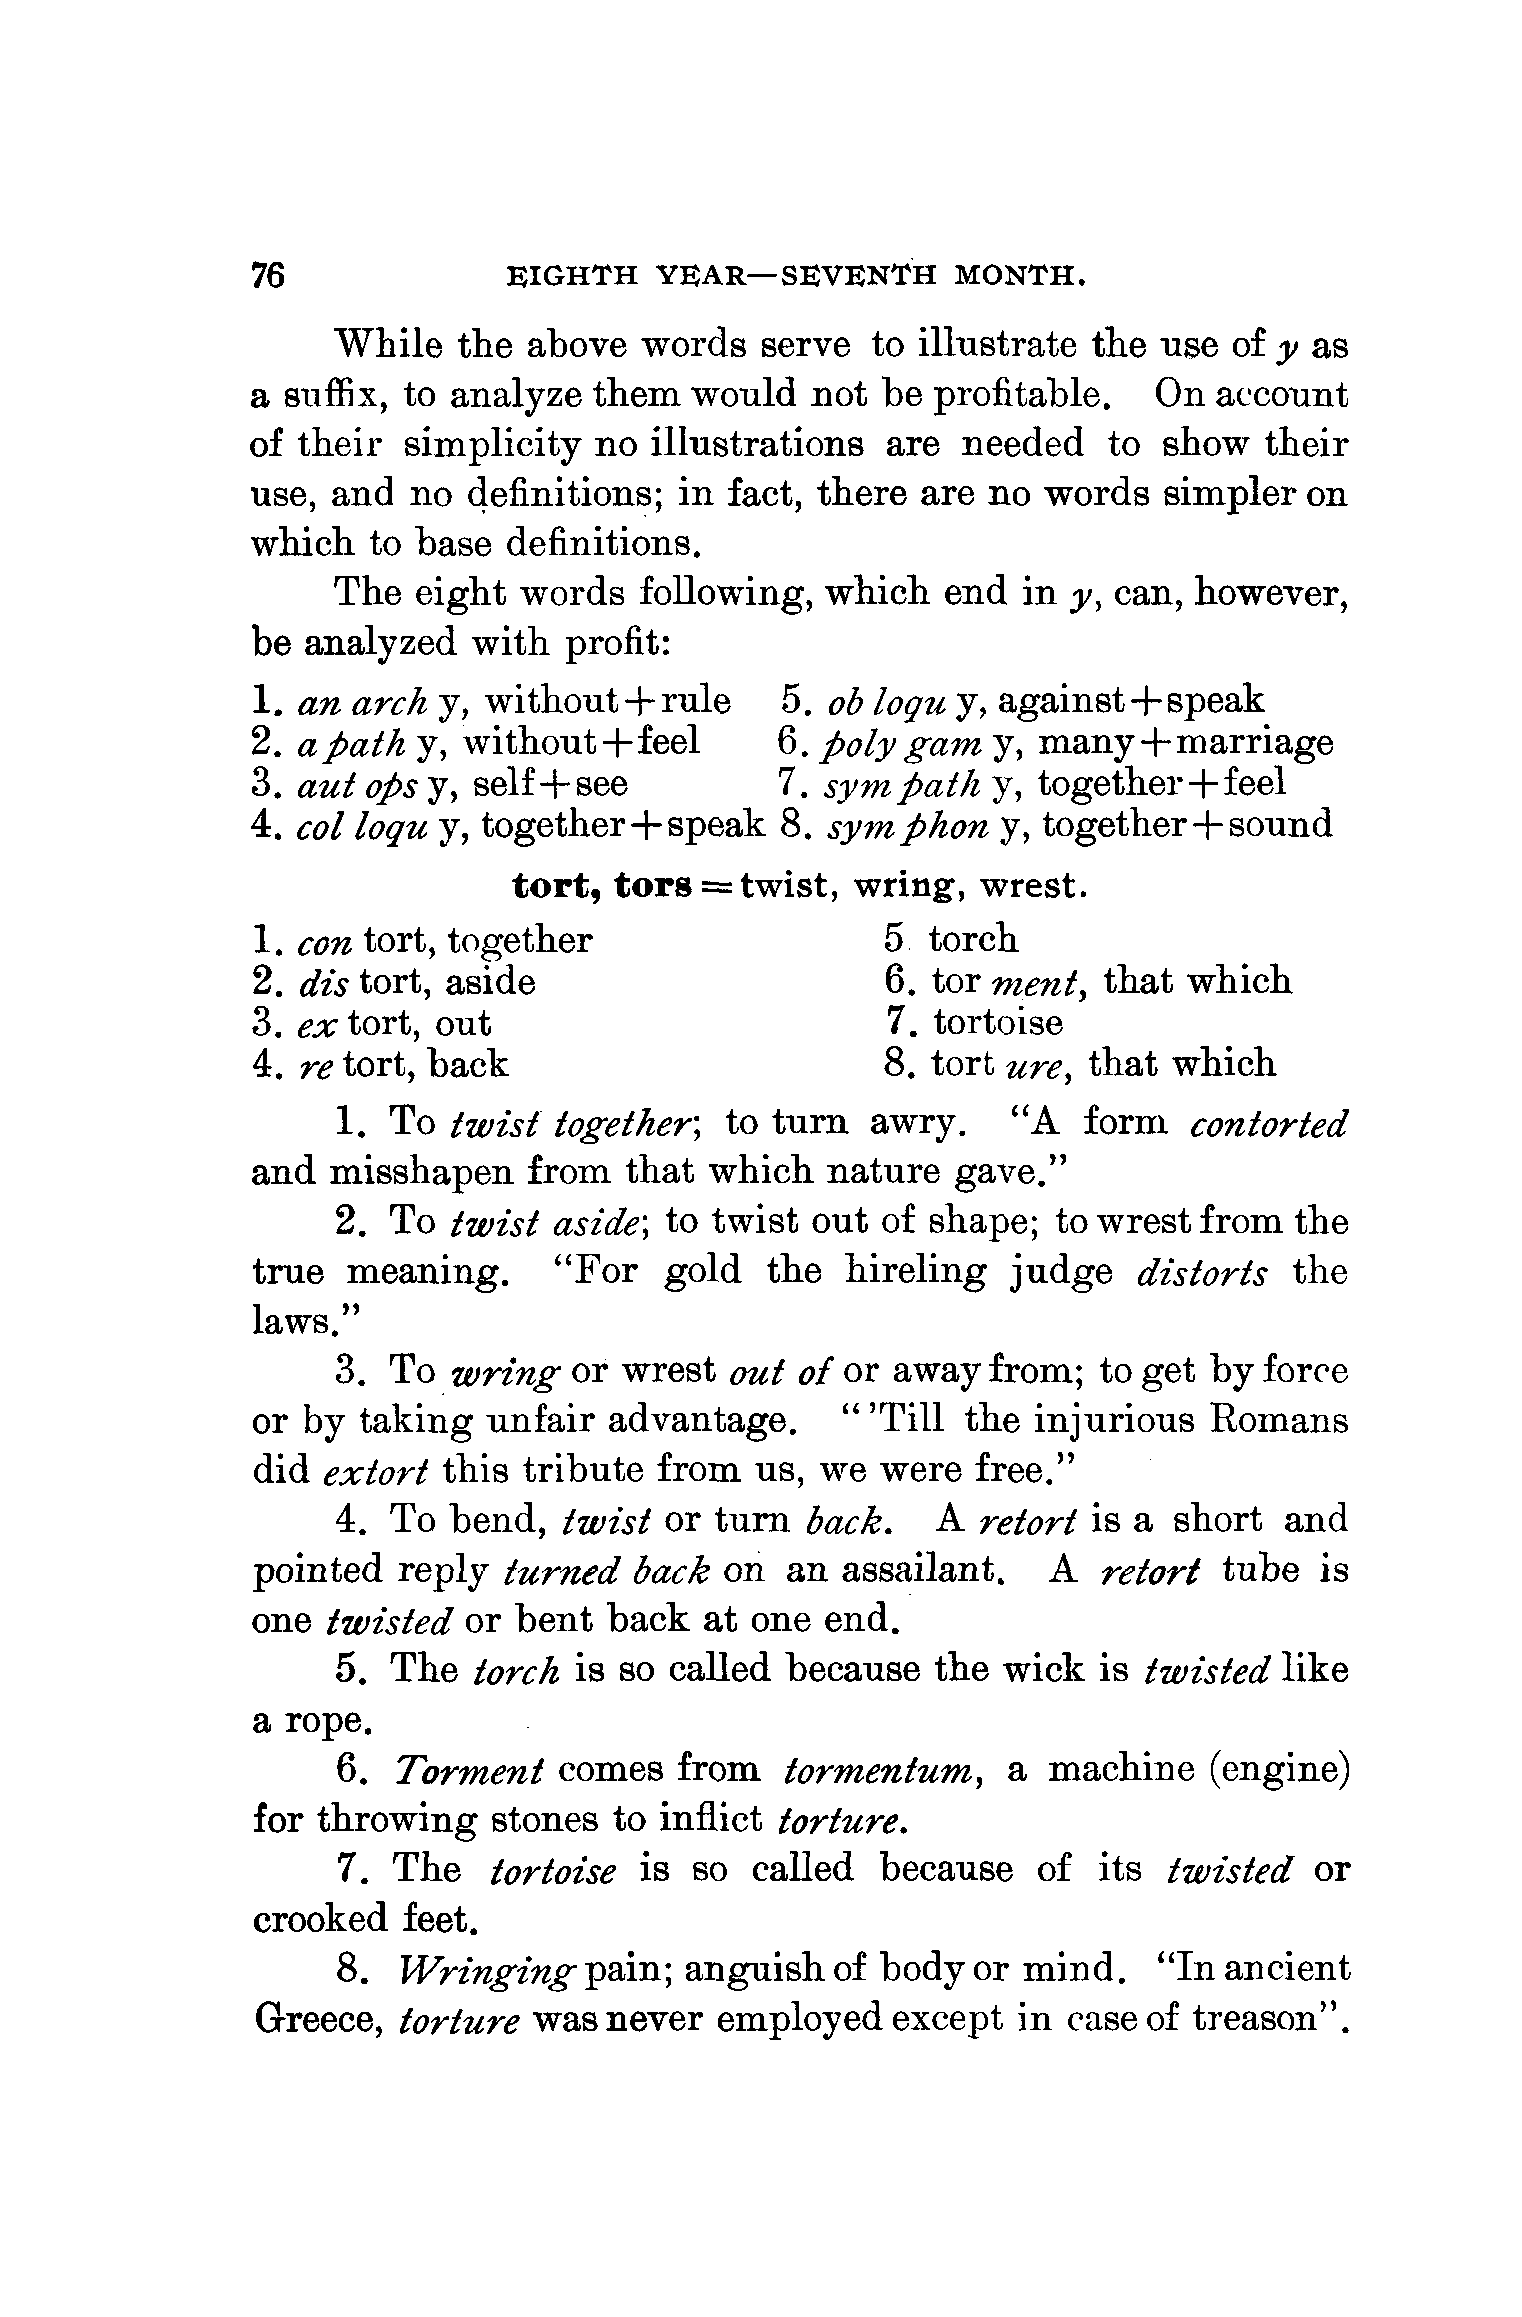 76 EIGHTH YEAR—SEVENTH MONTH.
While the above words serve to illustrate the use of y as
a suffix, to analyze them would not be profitable. On account
of their simplicity no illustrations are needed to show their
use, and no definitions; in fact, there are no words simpler on
which to base definitions.
The eight words following, which end in y, can, however,
be analyzed with profit:
1. an arch y, without+rule 5. ob loqu y, against+speak
2. a path y, without+feel 6. poly gam y, many+marriage
3. aut ops y, self+see 7. sym path y, together+feel
4. col loqu y, together+speak 8. sym phon y, together+sound
tort, tors = twist, wring, wrest.
1. con tort, together 5 torch
2. dis tort, aside 6. tor ment, that which
3. ex tort, out 7. tortoise
4. re tort, back 8. tort ure, that which
1. To twist together; to turn awry. “A form contorted
and misshapen from that which nature gave.”
2. To twist aside; to twist out of shape; to wrest from the
true meaning. “For gold the hireling judge distorts the
laws.”
3. To wring or wrest out of or away from; to get by force
or by taking unfair advantage. “ ’Till the injurious Romans
did extort this tribute from us, we were free.”
4. To bend, twist or turn back. A retort is a short and
pointed reply turned back on an assailant. A retort tube is
one twisted or bent back at one end.
5. The torch is so called because the wick is twisted like
a rope.
6. Torment comes from tormentum, a machine (engine)
for throwing stones to inflict torture.
7. The tortoise is so called because of its twisted or
crooked feet.
8. Wringing pain; anguish of body or mind. “In ancient
Greece, torture was never employed except in case of treason”.